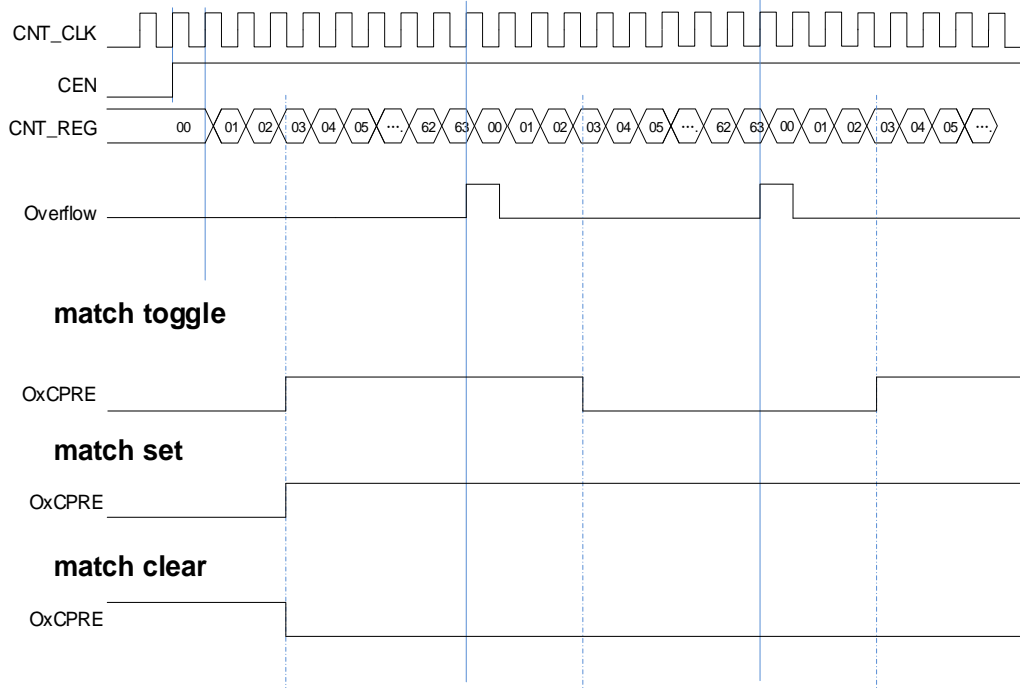 CNT_CLK
CEN
CNT_REG 00 01 02 03 04 05 .... 62 63 00 01 02 03 04 05 .... 62 63 00 01 02 03 04 05 ....
Overflow
match toggle
OxCPRE
match set
OxCPRE
match clear
OxCPRE